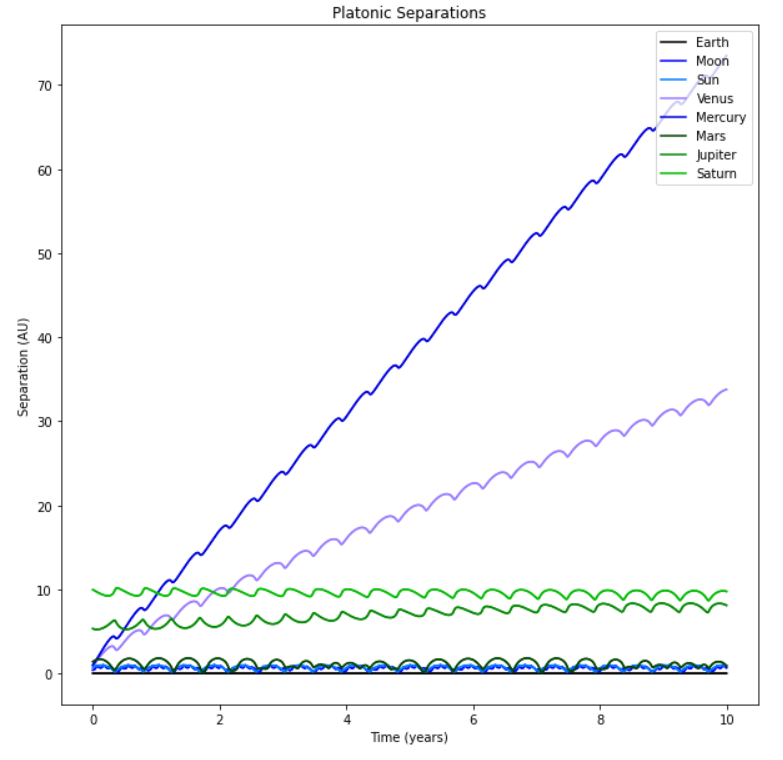 Platonic Separations
Earth
Moon
Sun
Venus
Mercury
Mars
Jupiter
Saturn
70
60
50
40
30
20
10
0
Separation (AU)
0 2 4 6 8 10
Time (years)